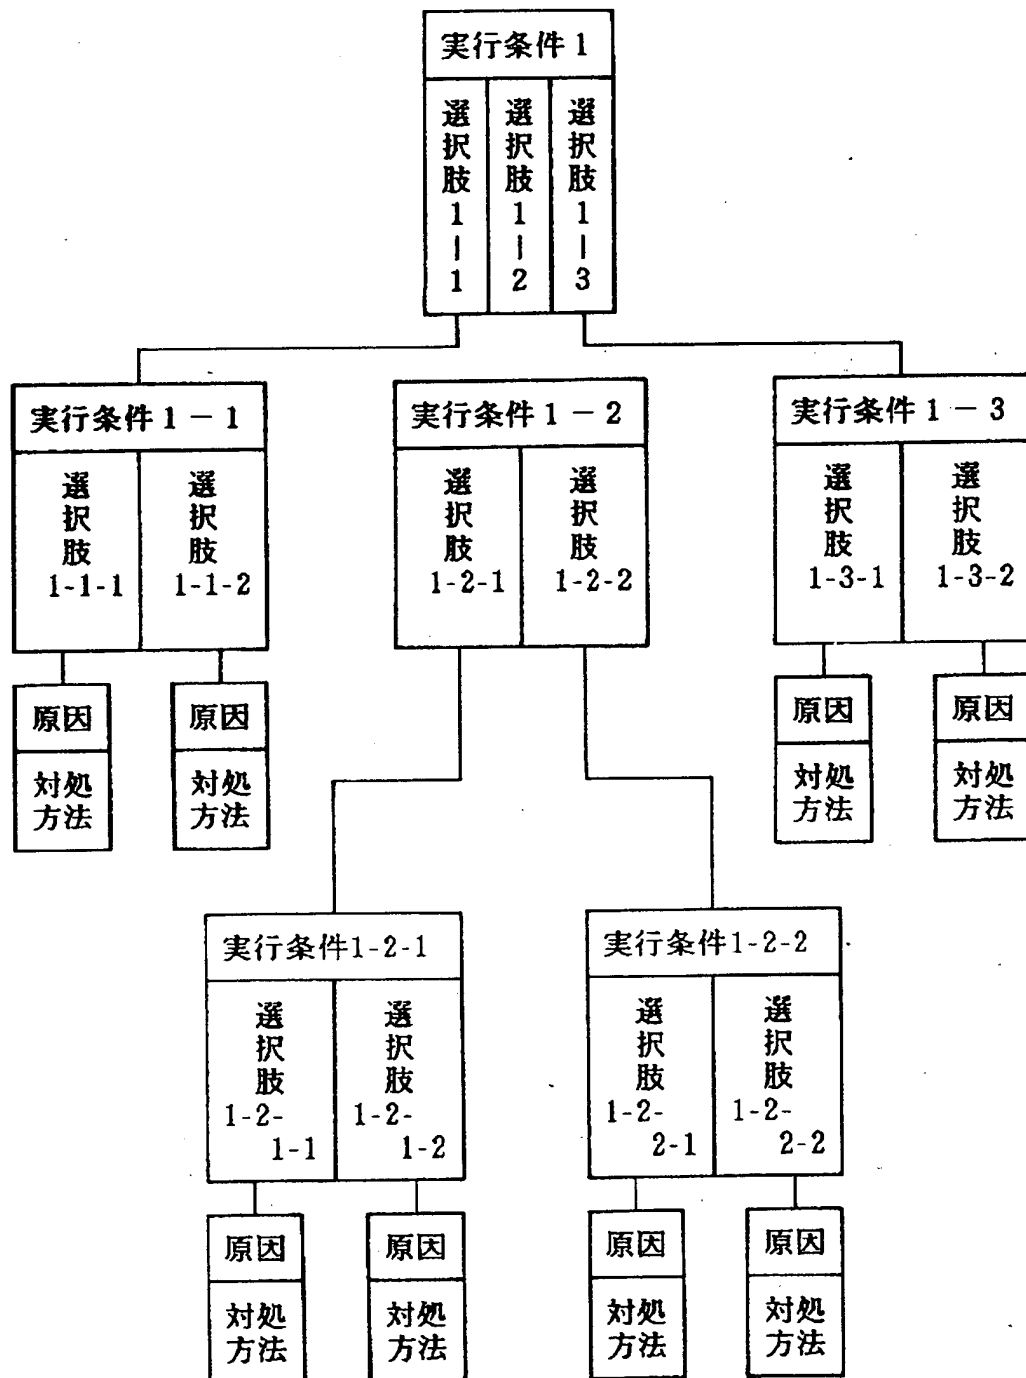 実行条件1
選択肢1-1
選択肢1-2
選択肢1-3
実行条件1-1
選択肢1-1-1
選択肢1-1-2
実行条件1-2
選択肢1-2-1
選択肢1-2-2
実行条件1-3
選択肢1-3-1
選択肢1-3-2
原因
対処
方法
原因
対処
方法
原因
対処
方法
原因
対処
方法
実行条件1-2-1
選択肢1-2-
1-1
選択肢1-2-
1-2
実行条件1-2-2
選択肢1-2-
2-1
選択肢1-2-
2-2
原因
対処
方法
原因
対処
方法
原因
対処
方法
原因
対処
方法